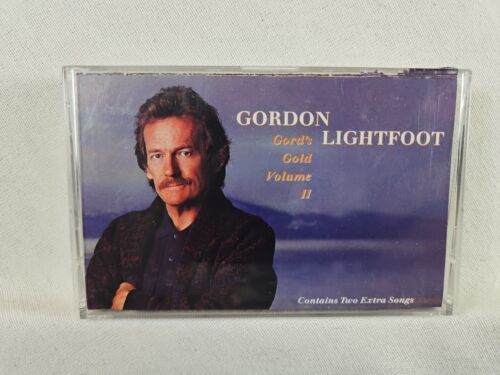 GORDON
LIGHTFOOT
Gord's
Gold
Volume
II
Contains Two Extra Songs